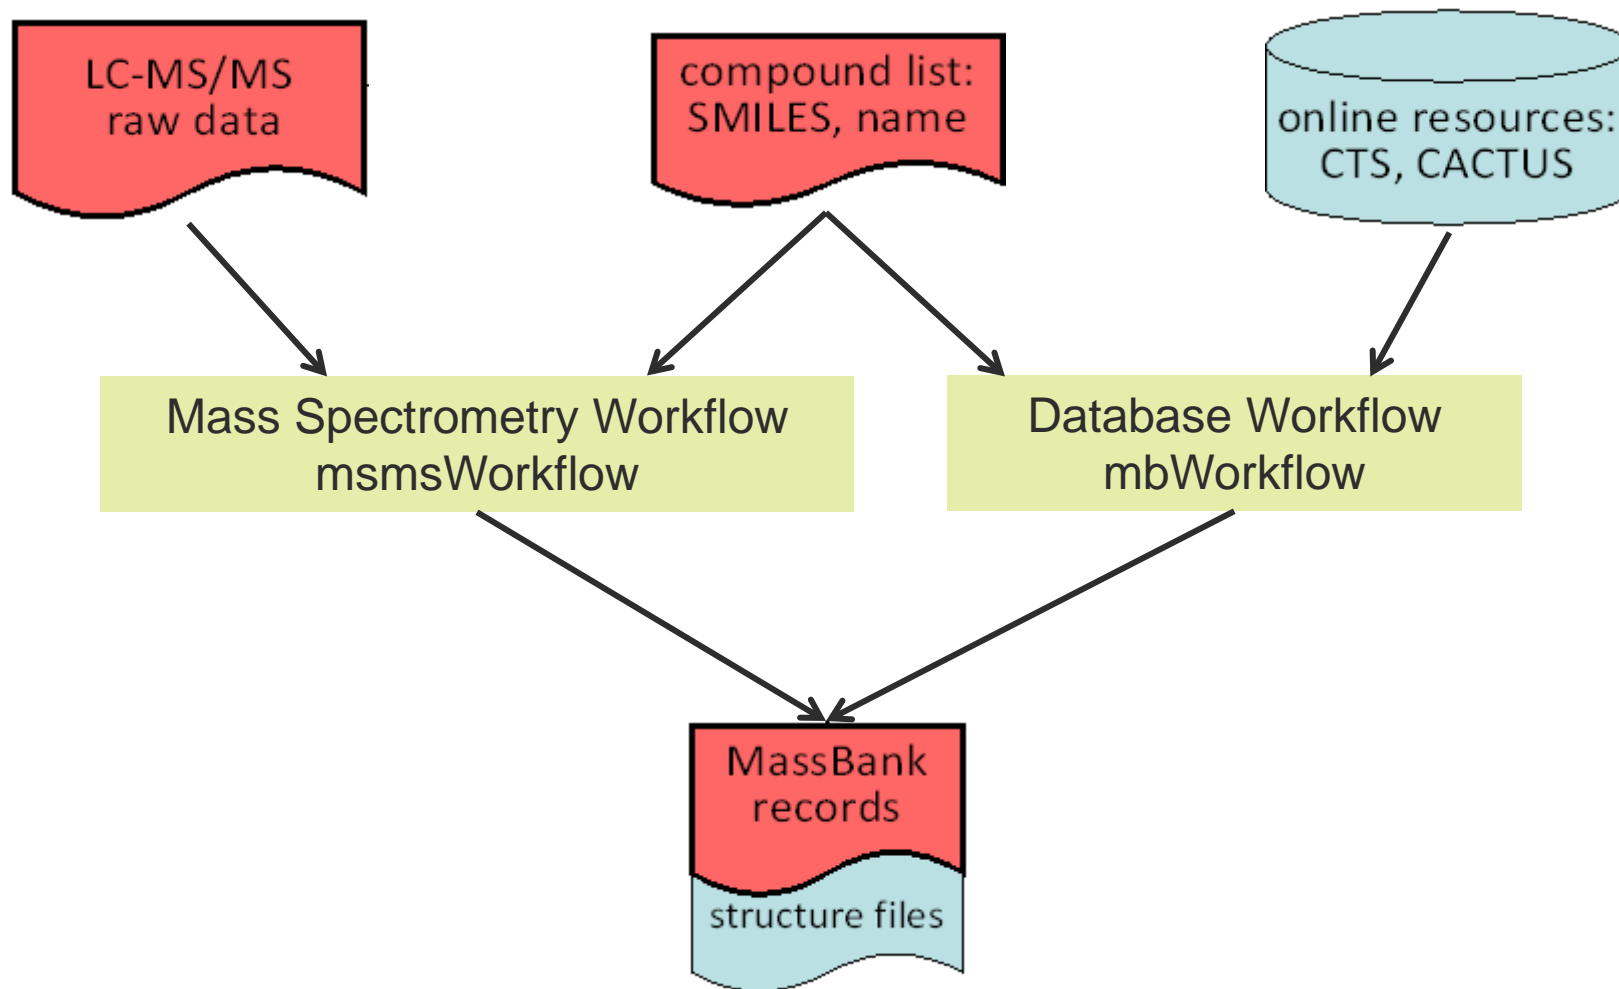 LC-MS/MS
raw data
compound list:
SMILES, name
online resources:
CTS, CACTUS
Mass Spectrometry Workflow
msmsWorkflow
Database Workflow
mbWorkflow
MassBank
records
structure files